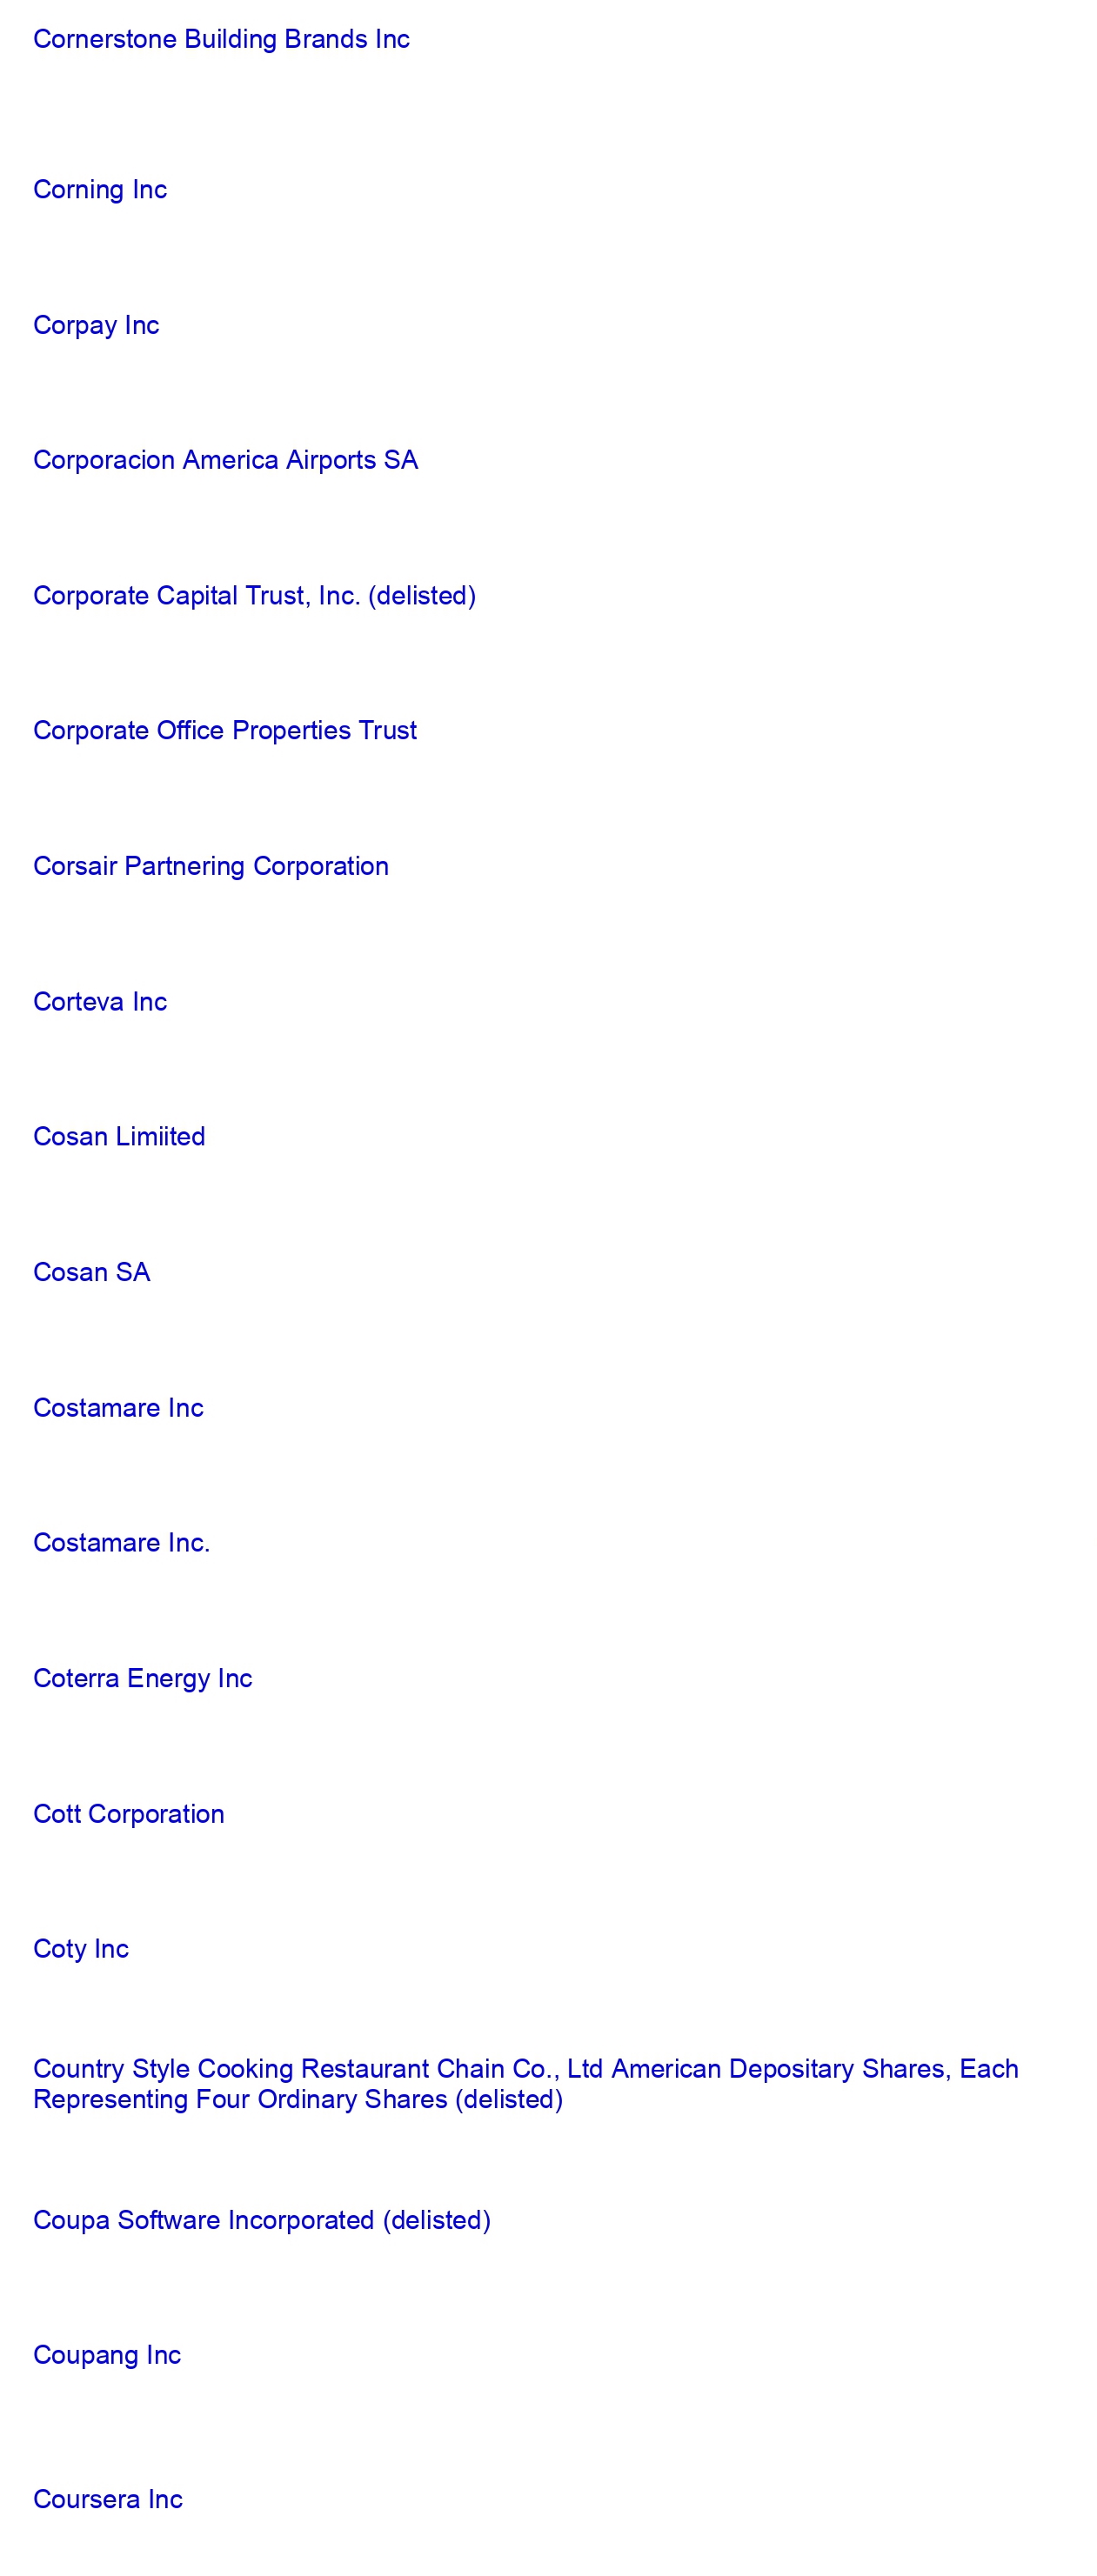 Cornerstone Building Brands Inc
Corning Inc
Corpay Inc
Corporacion America Airports SA
Corporate Capital Trust, Inc. (delisted)
Corporate Office Properties Trust
Corsair Partnering Corporation
Corteva Inc
Cosan Limiited
Cosan SA
Costamare Inc
Costamare Inc.
Coterra Energy Inc
Cott Corporation
Coty Inc
Country Style Cooking Restaurant Chain Co., Ltd American Depositary Shares, Each
Representing Four Ordinary Shares (delisted)
Coupa Software Incorporated (delisted)
Coupang Inc
Coursera Inc